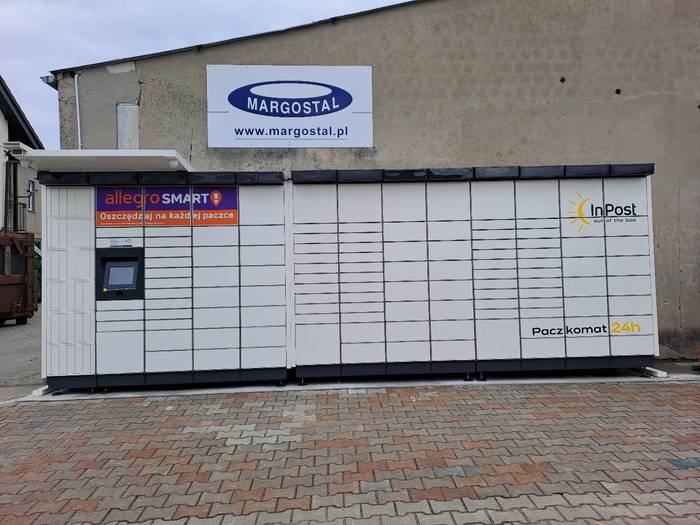 MARGOSTAL
www.margostal.pl
allegro SMART!
Oszczędzaj na każdej paczce
InPost
out of the box
Paczkomat 24h